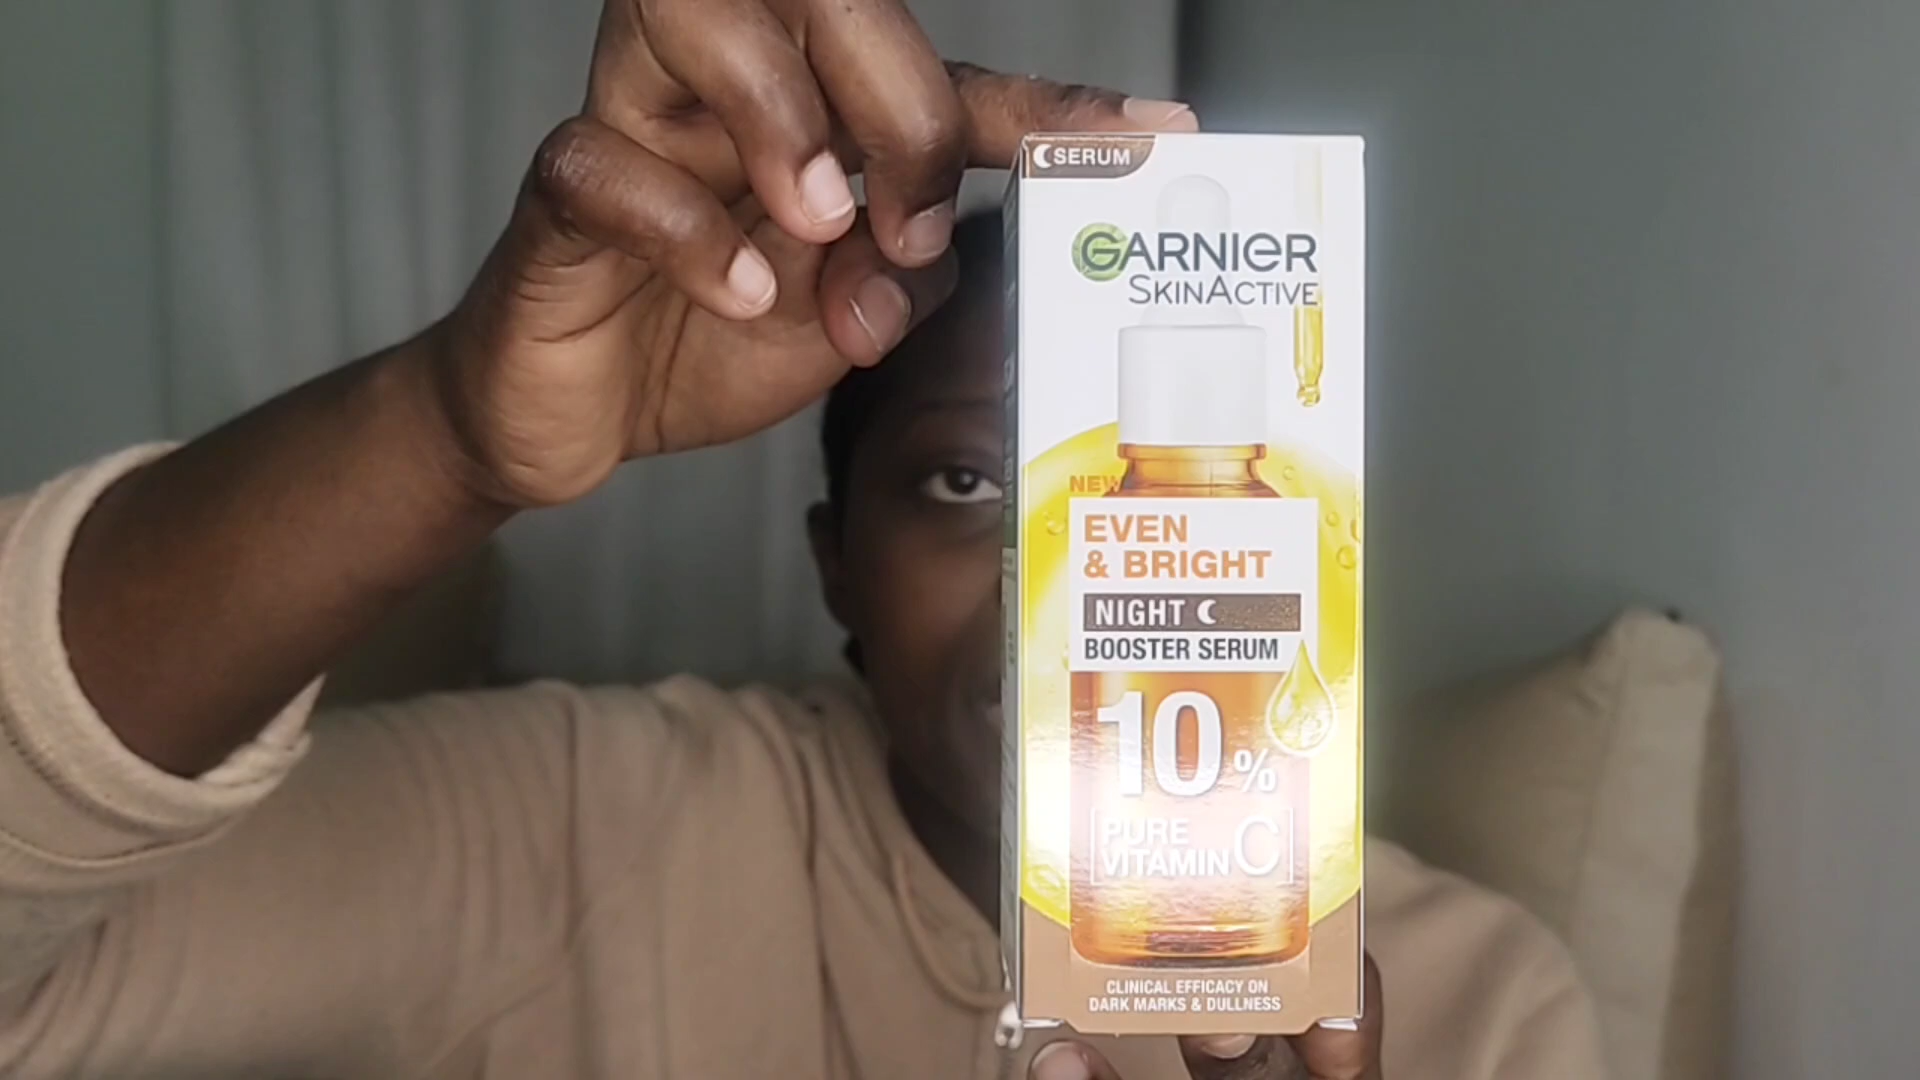 SERUM
GARNIER
SKINACTIVE
NEW
EVEN
& BRIGHT
NIGHT
BOOSTER SERUM
10%
[PURE
VITAMIN C]
CLINICAL EFFICACY ON
DARK MARKS & DULLNESS